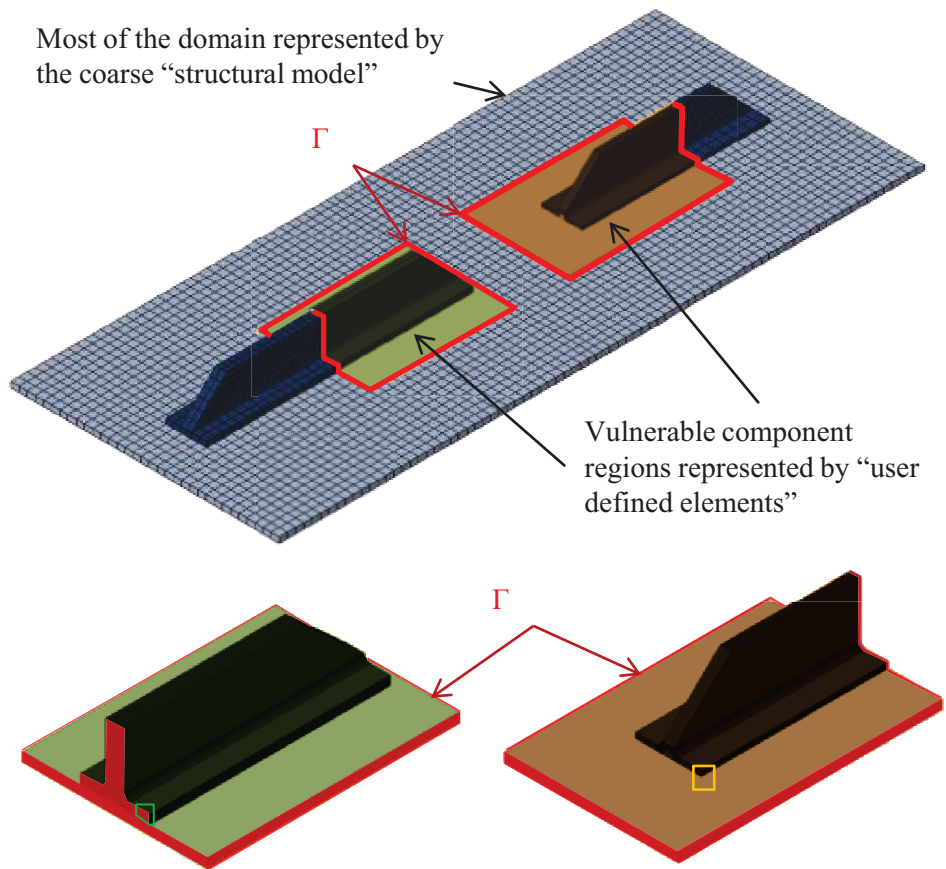 Most of the domain represented by
the coarse “structural model”
Γ
Vulnerable component
regions represented by “user
defined elements”
Γ